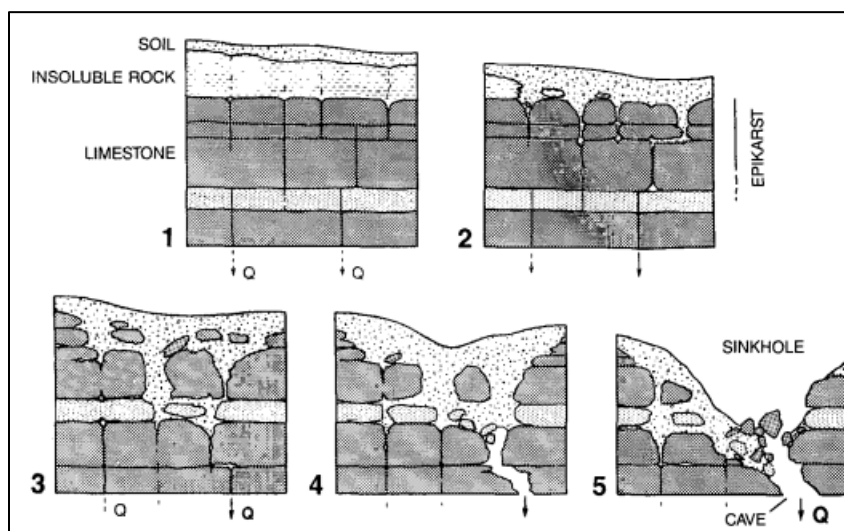 SOIL
INSOLUBLE ROCK
LIMESTONE
EPIKARST
1
2
Q
Q
SINKHOLE
3
4
5
Q
Q
CAVE
Q